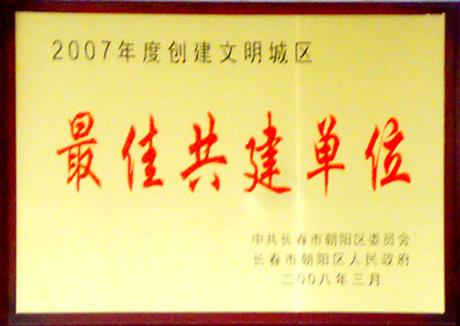 2007年度创建文明城区
最佳共建单位
中共长春市朝阳区委员会
长春市朝阳区人民政府
二00八年三月